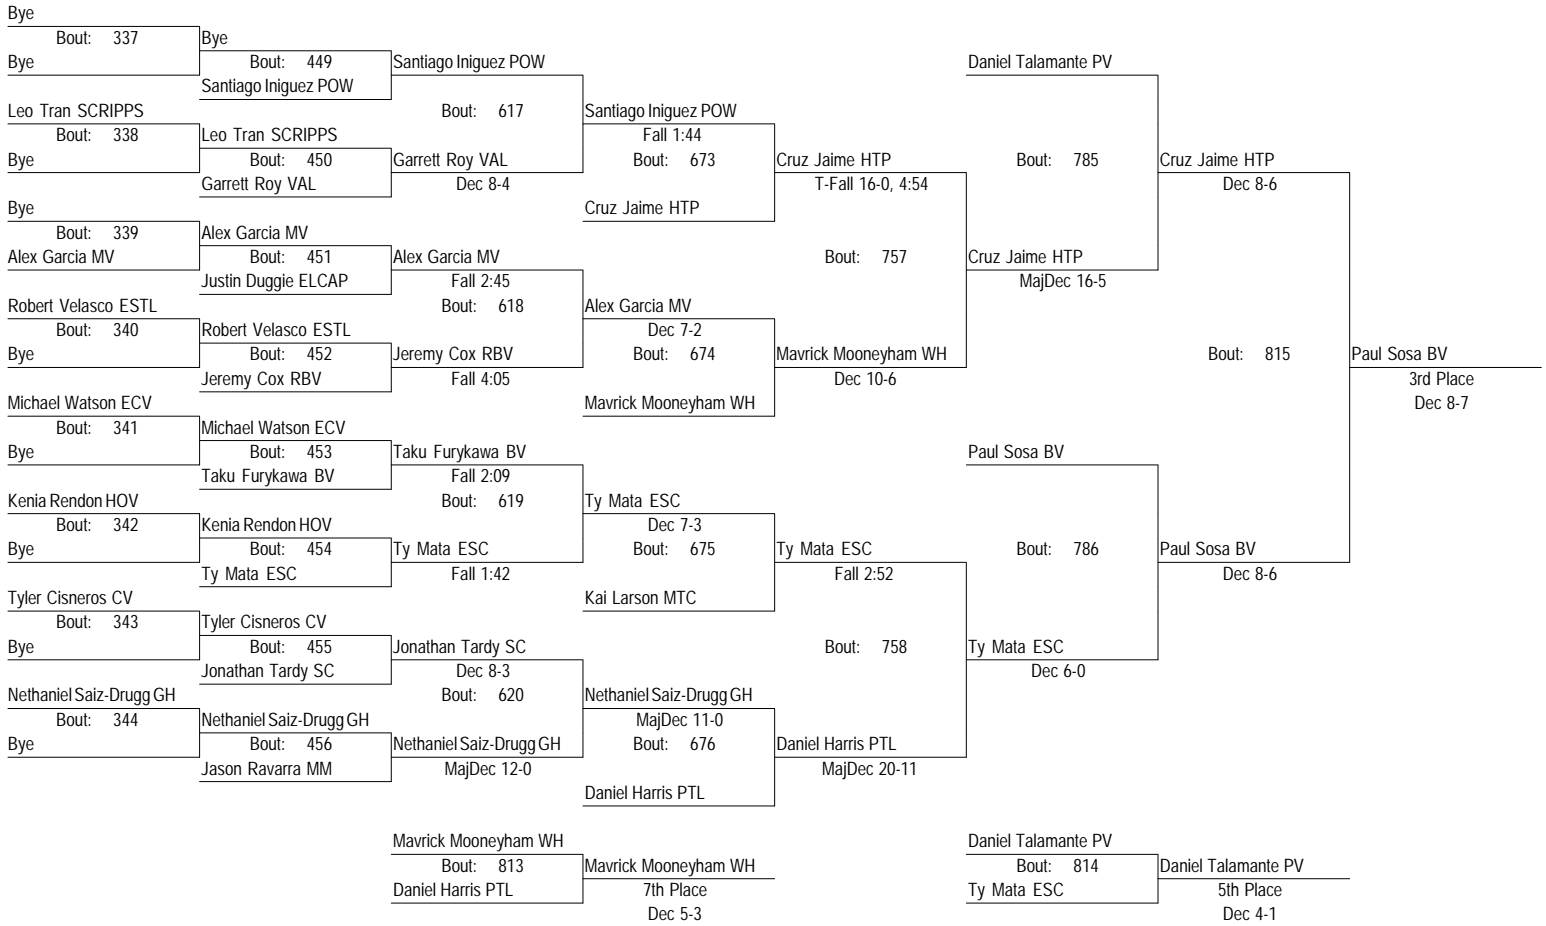 Bye
Bout: 337
Bye
Bye
Bout: 449
Santiago Iniguez POW
Santiago Iniguez POW
Bout: 617
Leo Tran SCRIPPS
Bout: 338
Bye
Leo Tran SCRIPPS
Bout: 450
Garrett Roy VAL
Garrett Roy VAL
Dec 8-4
Santiago Iniguez POW
Fall 1:44
Bout: 673
Cruz Jaime HTP
Cruz Jaime HTP
T-Fall 16-0, 4:54
Bye
Bout: 339
Alex Garcia MV
Alex Garcia MV
Bout: 451
Justin Duggie ELCAP
Alex Garcia MV
Fall 2:45
Bout: 618
Robert Velasco ESTL
Bout: 340
Bye
Robert Velasco ESTL
Bout: 452
Jeremy Cox RBV
Jeremy Cox RBV
Fall 4:05
Alex Garcia MV
Dec 7-2
Bout: 674
Mavrick Mooneyham WH
Mavrick Mooneyham WH
Dec 10-6
Bout: 757
Daniel Talamante PV
Bout: 785
Cruz Jaime HTP
MajDec 16-5
Cruz Jaime HTP
Dec 8-6
Michael Watson ECV
Bout: 341
Bye
Michael Watson ECV
Bout: 453
Taku Furykawa BV
Taku Furykawa BV
Fall 2:09
Bout: 619
Kenia Rendon HOV
Bout: 342
Bye
Kenia Rendon HOV
Bout: 454
Ty Mata ESC
Ty Mata ESC
Fall 1:42
Ty Mata ESC
Dec 7-3
Bout: 675
Kai Larson MTC
Ty Mata ESC
Fall 2:52
Tyler Cisneros CV
Bout: 343
Bye
Tyler Cisneros CV
Bout: 455
Jonathan Tardy SC
Jonathan Tardy SC
Dec 8-3
Bout: 620
Nethaniel Saiz-Drugg GH
Bout: 344
Bye
Nethaniel Saiz-Drugg GH
Bout: 456
Jason Ravarra MM
Nethaniel Saiz-Drugg GH
MajDec 12-0
Nethaniel Saiz-Drugg GH
MajDec 11-0
Bout: 676
Daniel Harris PTL
Daniel Harris PTL
MajDec 20-11
Bout: 758
Paul Sosa BV
Bout: 786
Ty Mata ESC
Dec 6-0
Paul Sosa BV
Dec 8-6
Bout: 815
Paul Sosa BV
3rd Place
Dec 8-7
Mavrick Mooneyham WH
Bout: 813
Daniel Harris PTL
Mavrick Mooneyham WH
7th Place
Dec 5-3
Daniel Talamante PV
Bout: 814
Ty Mata ESC
Daniel Talamante PV
5th Place
Dec 4-1